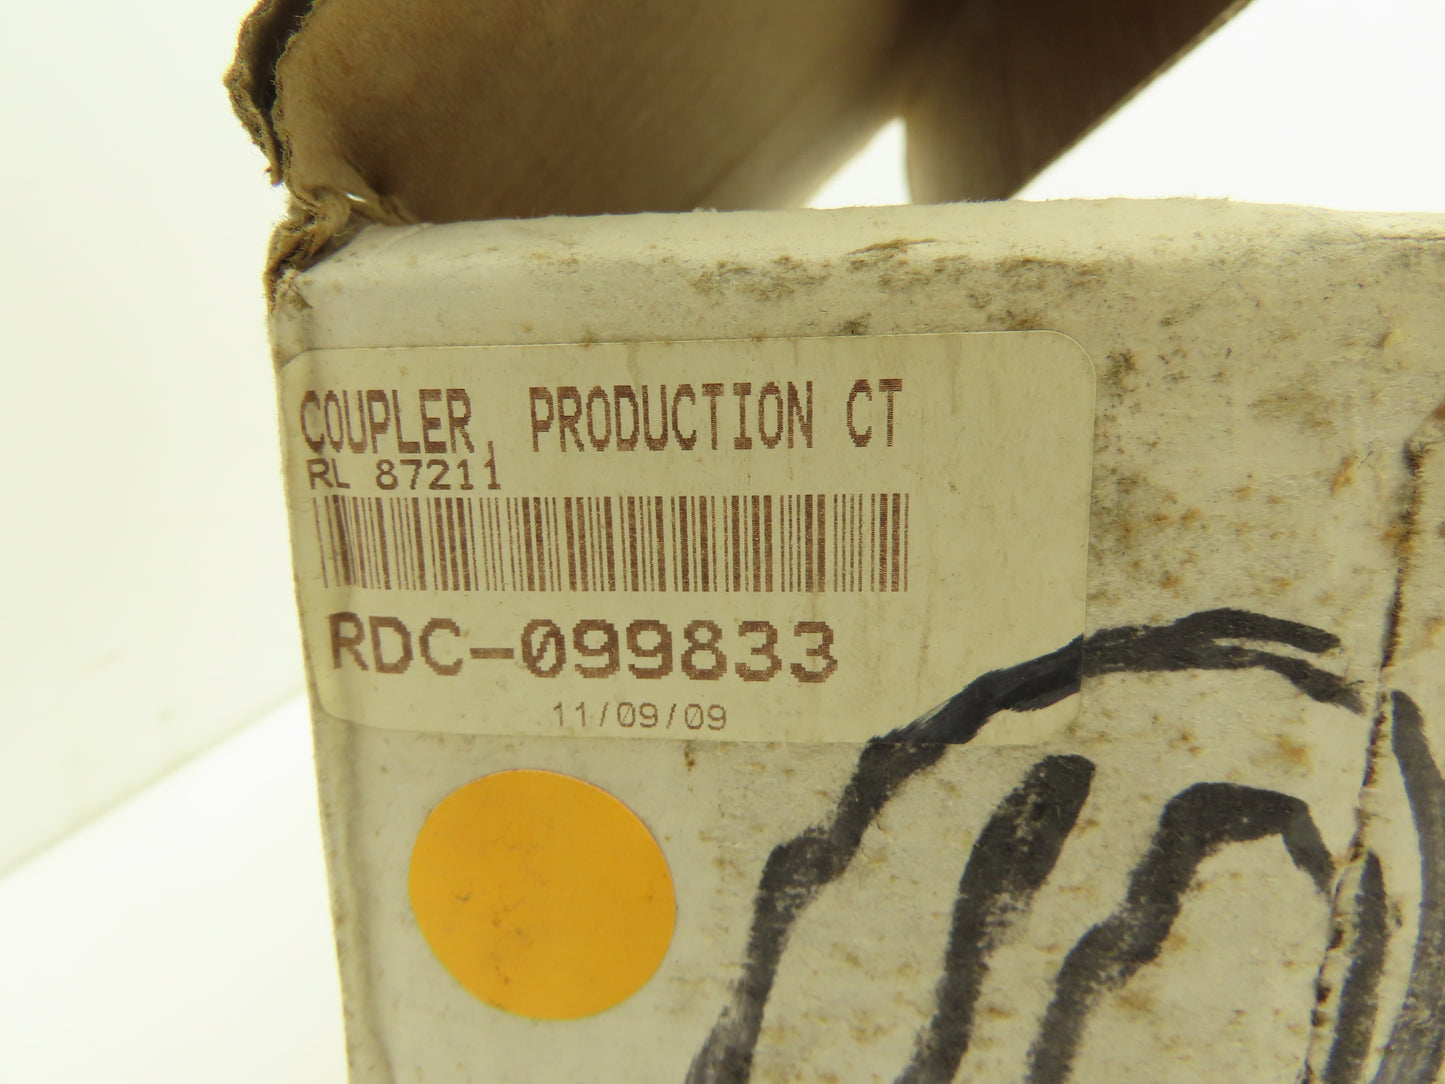 COUPLER, PRODUCTION CT
RL 87211
RDC-099833
11/09/09